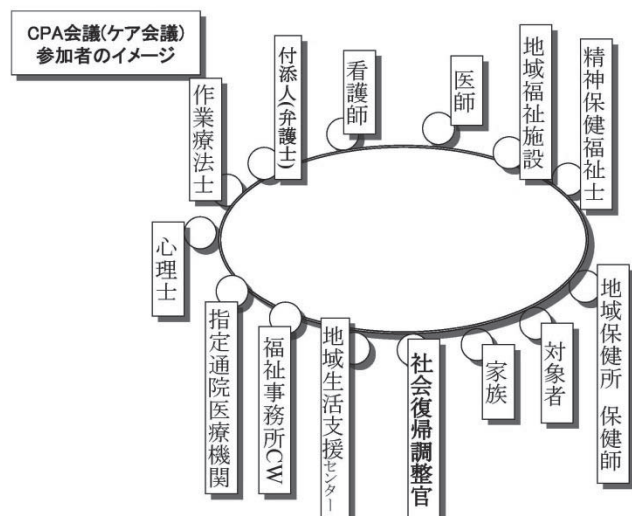 CPA会議(ケア会議)
参加者のイメージ
作業療法士
付添人(弁護士)
看護師
医師
地域福祉施設
精神保健福祉士
心理士
指定通院医療機関
福祉事務所CW
地域生活支援センター
社会復帰調整官
家族
対象者
地域保健所 保健師